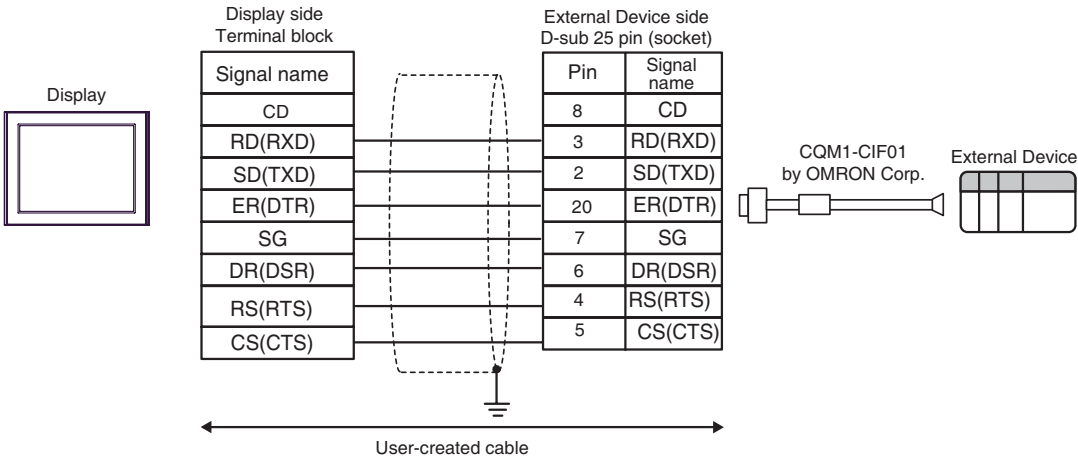 Display side
Terminal block
External Device side
D-sub 25 pin (socket)
Signal name
Pin
Signal
name
Display
CD
8
CD
RD(RXD)
3
RD(RXD)
SD(TXD)
2
SD(TXD)
ER(DTR)
20
ER(DTR)
SG
7
SG
DR(DSR)
6
DR(DSR)
RS(RTS)
4
RS(RTS)
CS(CTS)
5
CS(CTS)
CQM1-CIF01
by OMRON Corp.
External Device
User-created cable